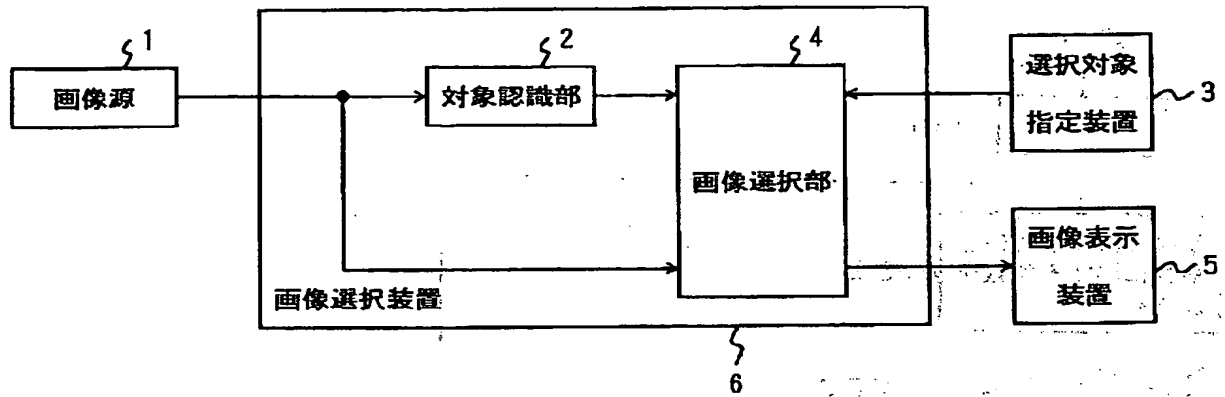 1
画像源
2
対象認識部
4
画像選択部
選択対象
指定装置
3
画像表示
装置
5
画像選択装置
6